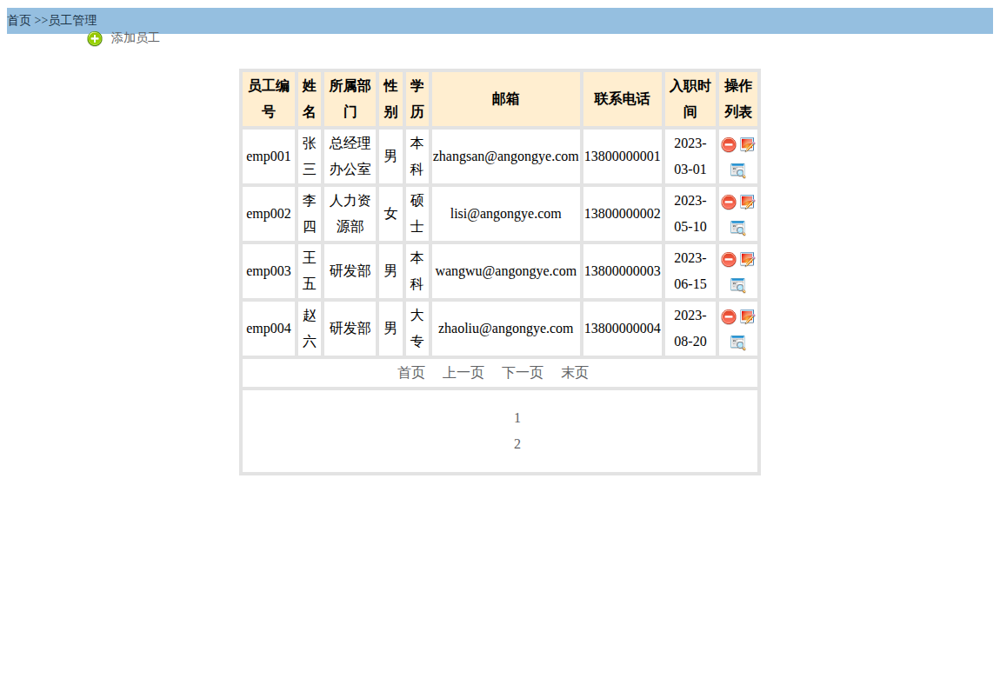 首页 >>员工管理
添加员工
员工编号 姓名 所属部门 性别 学历 邮箱 联系电话 入职时间 操作列表
emp001 张三 总经理办公室 男 本科 zhangsan@angongye.com 13800000001 2023-03-01
emp002 李四 人力资源部 女 硕士 lisi@angongye.com 13800000002 2023-05-10
emp003 王五 研发部 男 本科 wangwu@angongye.com 13800000003 2023-06-15
emp004 赵六 研发部 男 大专 zhaoliu@angongye.com 13800000004 2023-08-20
首页 上一页 下一页 末页
1
2